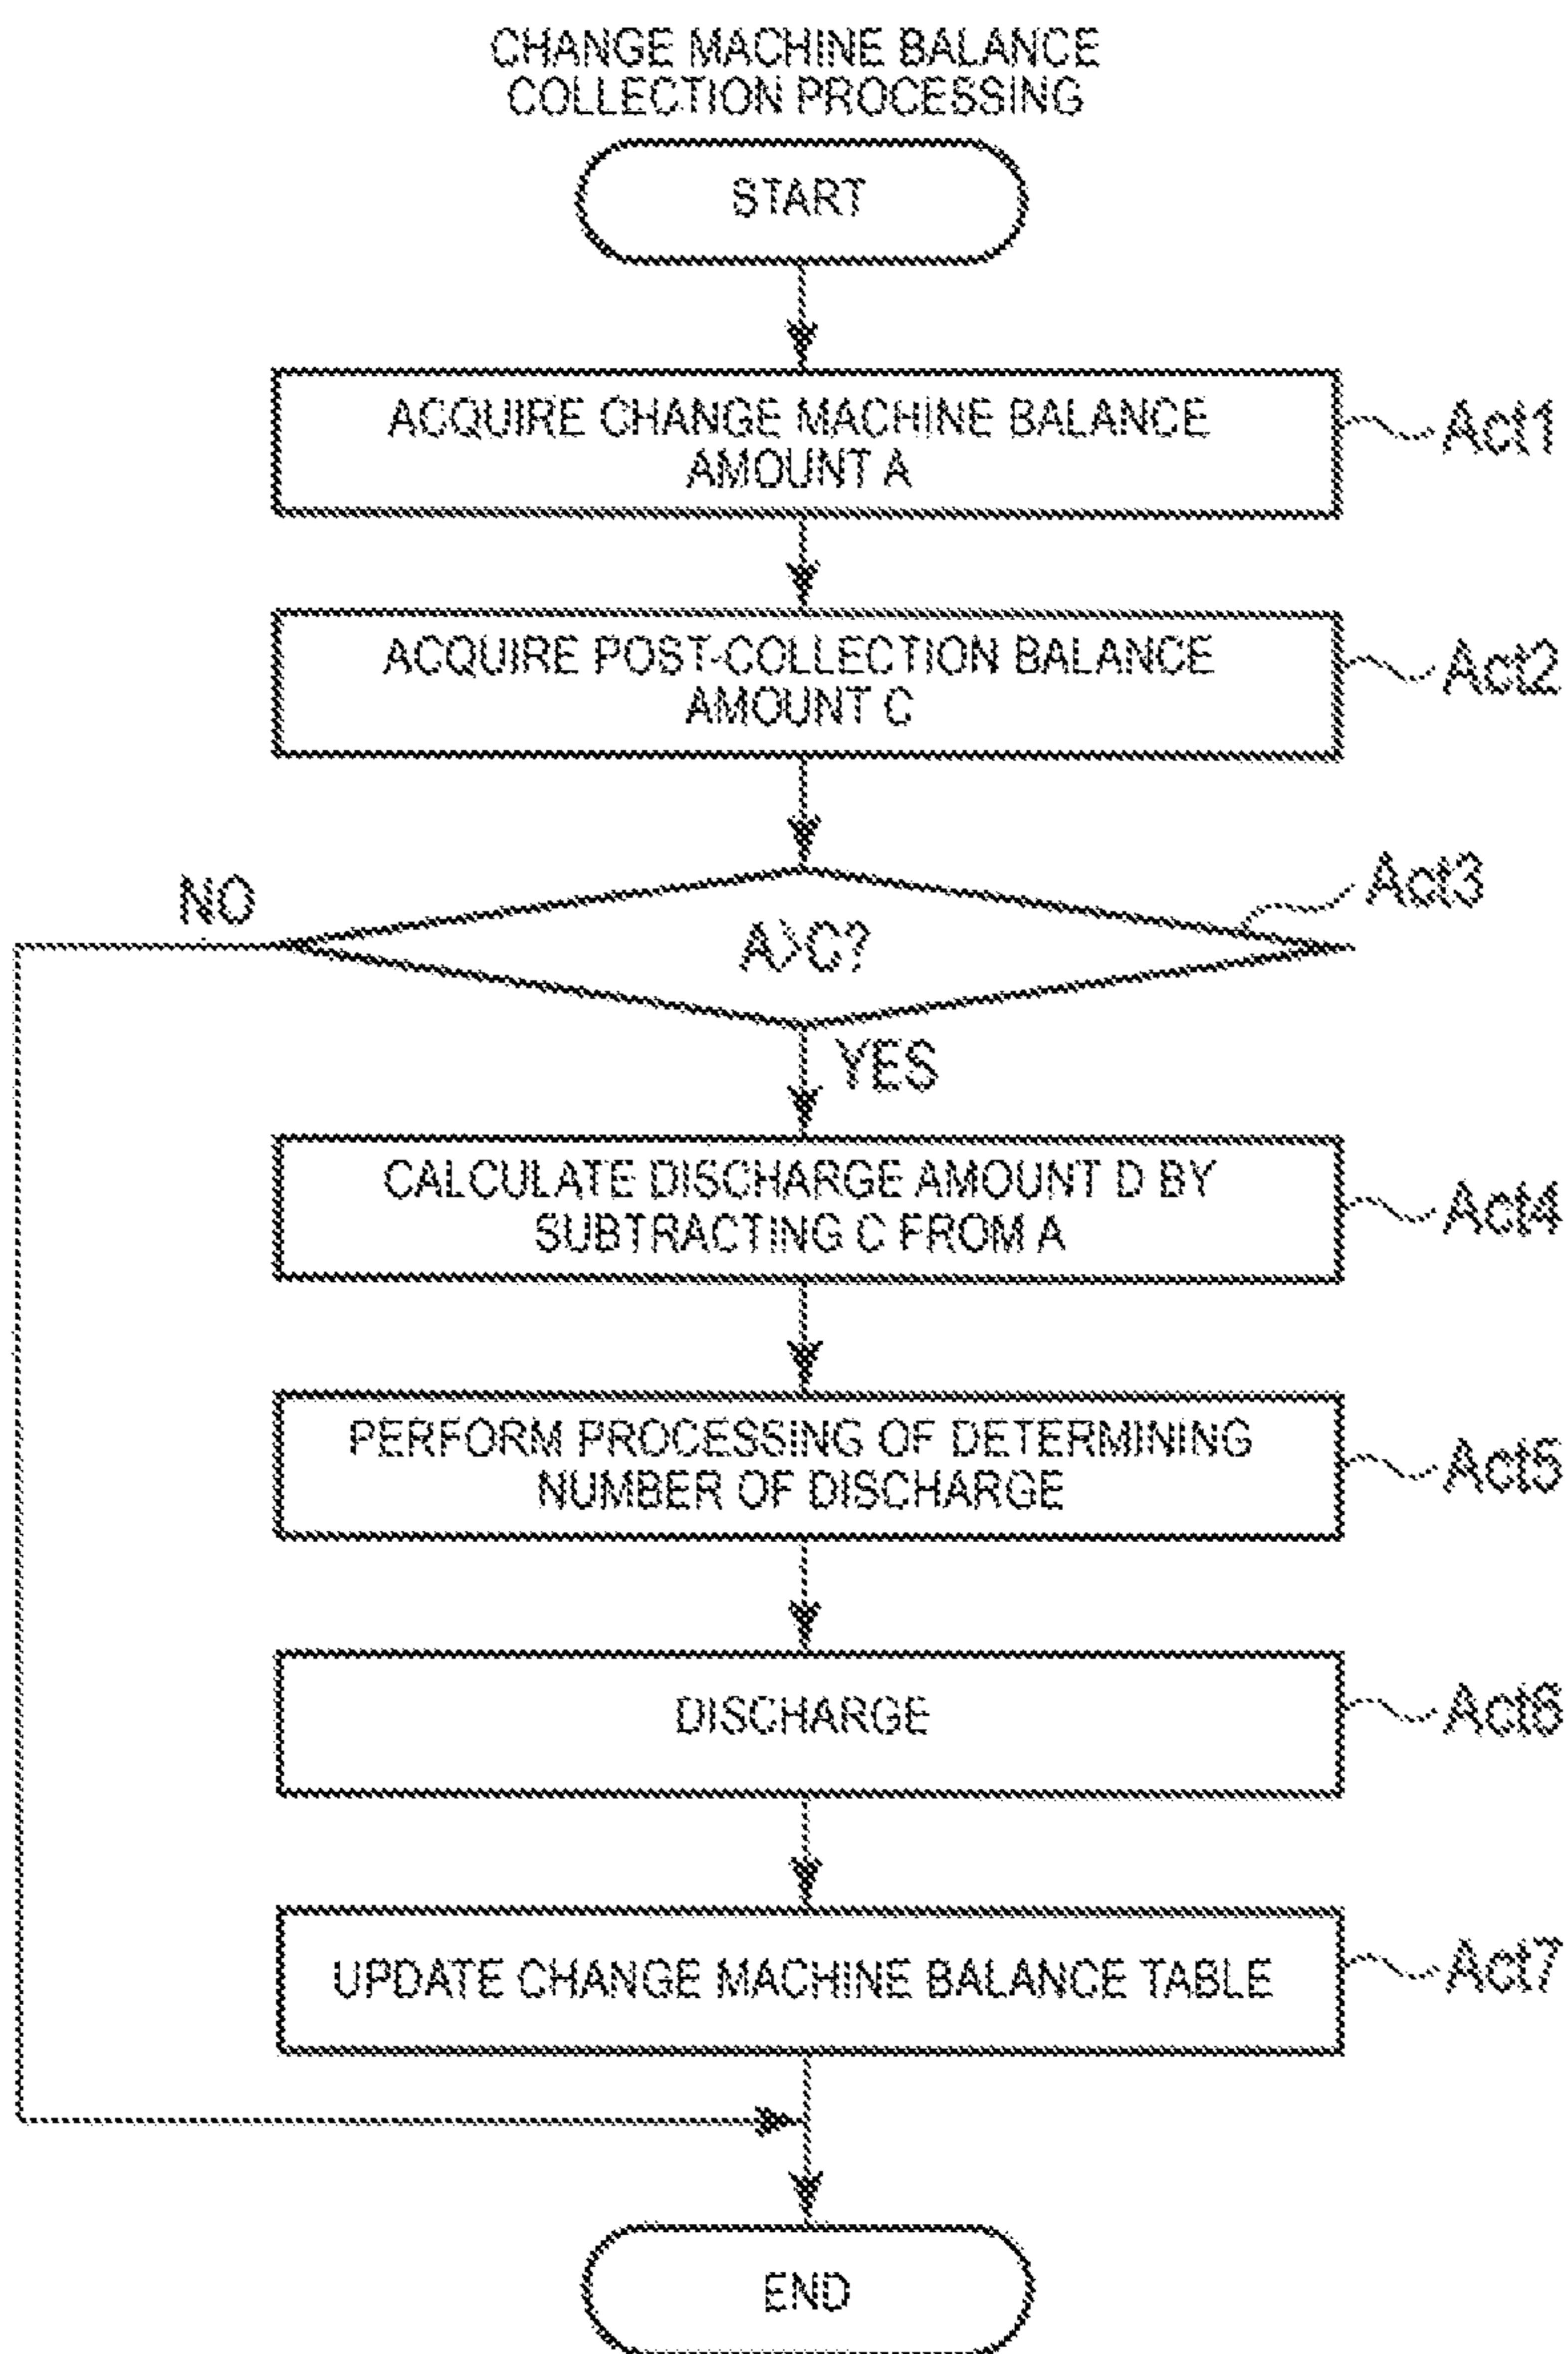 CHANGE MACHINE BALANCE
COLLECTION PROCESSING
START
ACQUIRE CHANGE MACHINE BALANCE
AMOUNT A
Act1
ACQUIRE POST-COLLECTION BALANCE
AMOUNT C
Act2
NO
A>C?
Act3
YES
CALCULATE DISCHARGE AMOUNT D BY
SUBTRACTING C FROM A
Act4
PERFORM PROCESSING OF DETERMINING
NUMBER OF DISCHARGE
Act5
DISCHARGE
Act6
UPDATE CHANGE MACHINE BALANCE TABLE
Act7
END